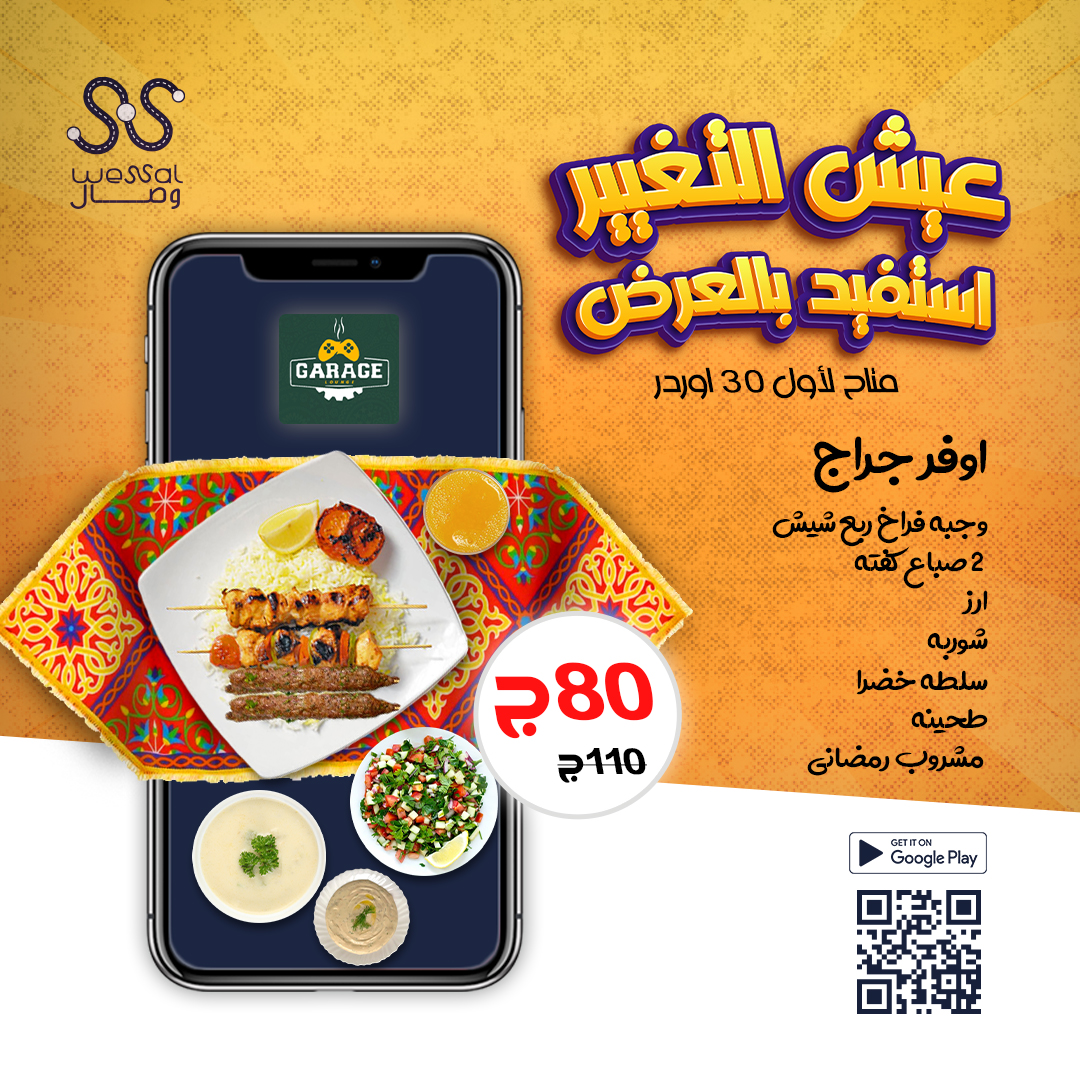 wessal
وصال
عيش التغيير
استفيد بالعرض
متاح لأول 30 اوردر
GARAGE
LOUNGE
اوفر جراج
وجبه فراخ ربع شيش
2 صباع كفته
ارز
شوربه
سلطه خضرا
طحينه
مشروب رمضانى
80ج
110ج
GET IT ON
Google Play